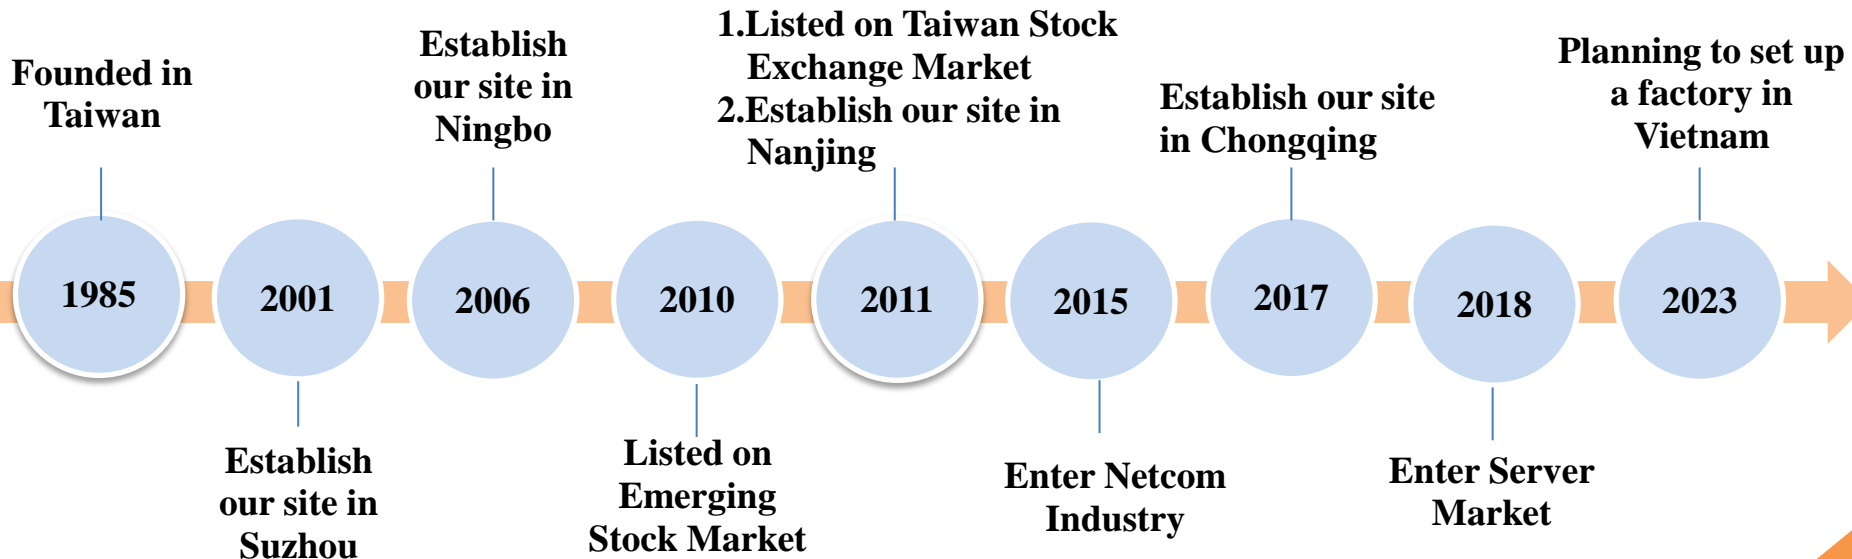 Founded in
Taiwan
1985
2001
Establish
our site in
Suzhou
Establish
our site in
Ningbo
2006
2010
Listed on
Emerging
Stock Market
1.Listed on Taiwan Stock
Exchange Market
2.Establish our site in
Nanjing
2011
2015
Enter Netcom
Industry
Establish our site
in Chongqing
2017
2018
Enter Server
Market
Planning to set up
a factory in
Vietnam
2023